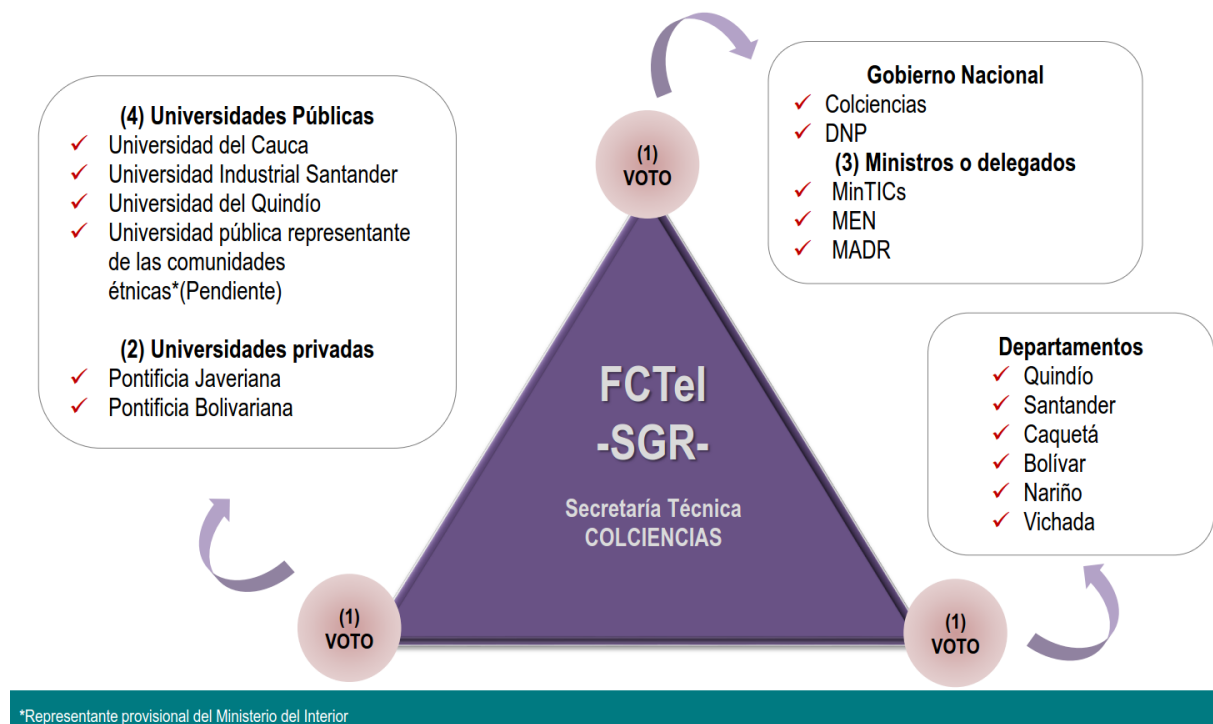 (4) Universidades Públicas
✓ Universidad del Cauca
✓ Universidad Industrial Santander
✓ Universidad del Quindío
✓ Universidad pública representante
de las comunidades
étnicas*(Pendiente)
(2) Universidades privadas
✓ Pontificia Javeriana
✓ Pontificia Bolivariana
(1)
VOTO
Gobierno Nacional
✓ Colciencias
✓ DNP
(3) Ministros o delegados
✓ MinTICs
✓ MEN
✓ MADR
Departamentos
✓ Quindío
✓ Santander
✓ Caquetá
✓ Bolívar
✓ Nariño
✓ Vichada
FCTeI
-SGR-
Secretaría Técnica
COLCIENCIAS
(1)
VOTO
(1)
VOTO
*Representante provisional del Ministerio del Interior